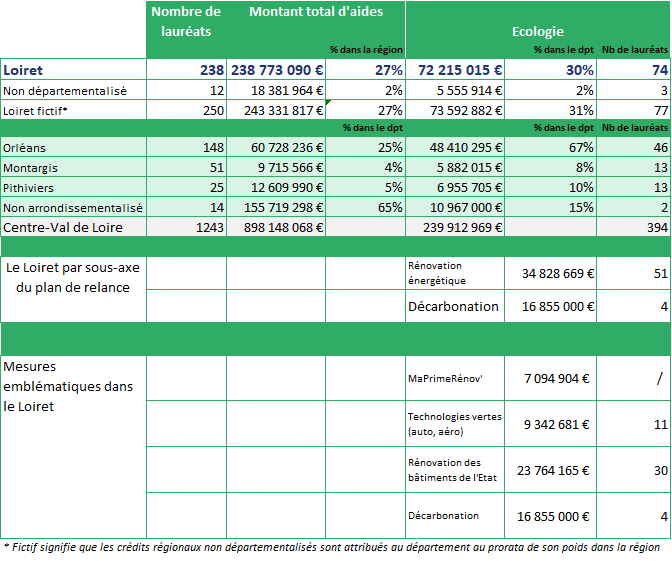 Nombre de lauréats Montant total d'aides Ecologie
% dans la région % dans le dpt Nb de lauréats
Loiret 238 238 773 090 € 27% 72 215 015 € 30% 74
Non départementalisé 12 18 381 964 € 2% 5 555 914 € 2% 3
Loiret fictif* 250 243 331 817 € 27% 73 592 882 € 31% 77
% dans le dpt % dans le dpt Nb de lauréats
Orléans 148 60 728 236 € 25% 48 410 295 € 67% 46
Montargis 51 9 715 566 € 4% 5 882 015 € 8% 13
Pithiviers 25 12 609 990 € 5% 6 955 705 € 10% 13
Non arrondissementalisé 14 155 719 298 € 65% 10 967 000 € 15% 2
Centre-Val de Loire 1243 898 148 068 € 239 912 969 € 394
Le Loiret par sous-axe
du plan de relance
Rénovation
énergétique 34 828 669 € 51
Décarbonation 16 855 000 € 4
Mesures
emblématiques dans
le Loiret
MaPrimeRénov' 7 094 904 € /
Technologies vertes
(auto, aéro) 9 342 681 € 11
Rénovation des
bâtiments de l'Etat 23 764 165 € 30
Décarbonation 16 855 000 € 4
* Fictif signifie que les crédits régionaux non départementalisés sont attribués au département au prorata de son poids dans la région